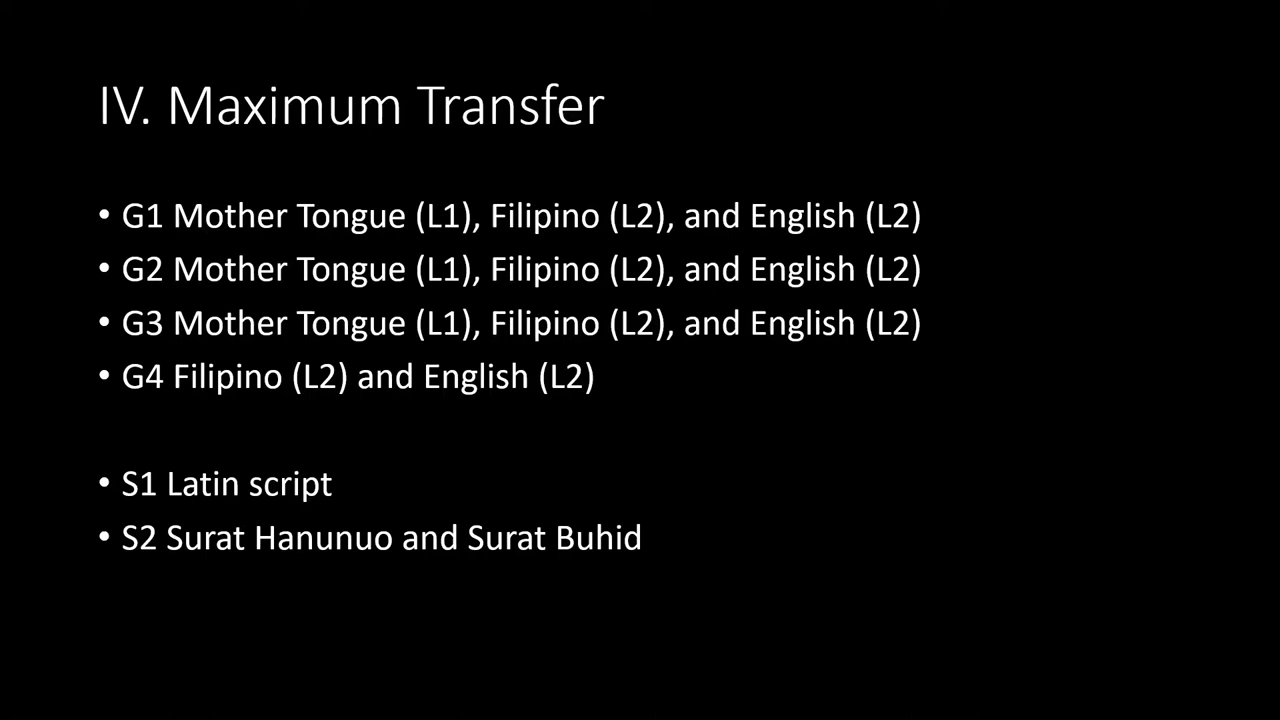 IV. Maximum Transfer
• G1 Mother Tongue (L1), Filipino (L2), and English (L2)
• G2 Mother Tongue (L1), Filipino (L2), and English (L2)
• G3 Mother Tongue (L1), Filipino (L2), and English (L2)
• G4 Filipino (L2) and English (L2)
• S1 Latin script
• S2 Surat Hanunuo and Surat Buhid